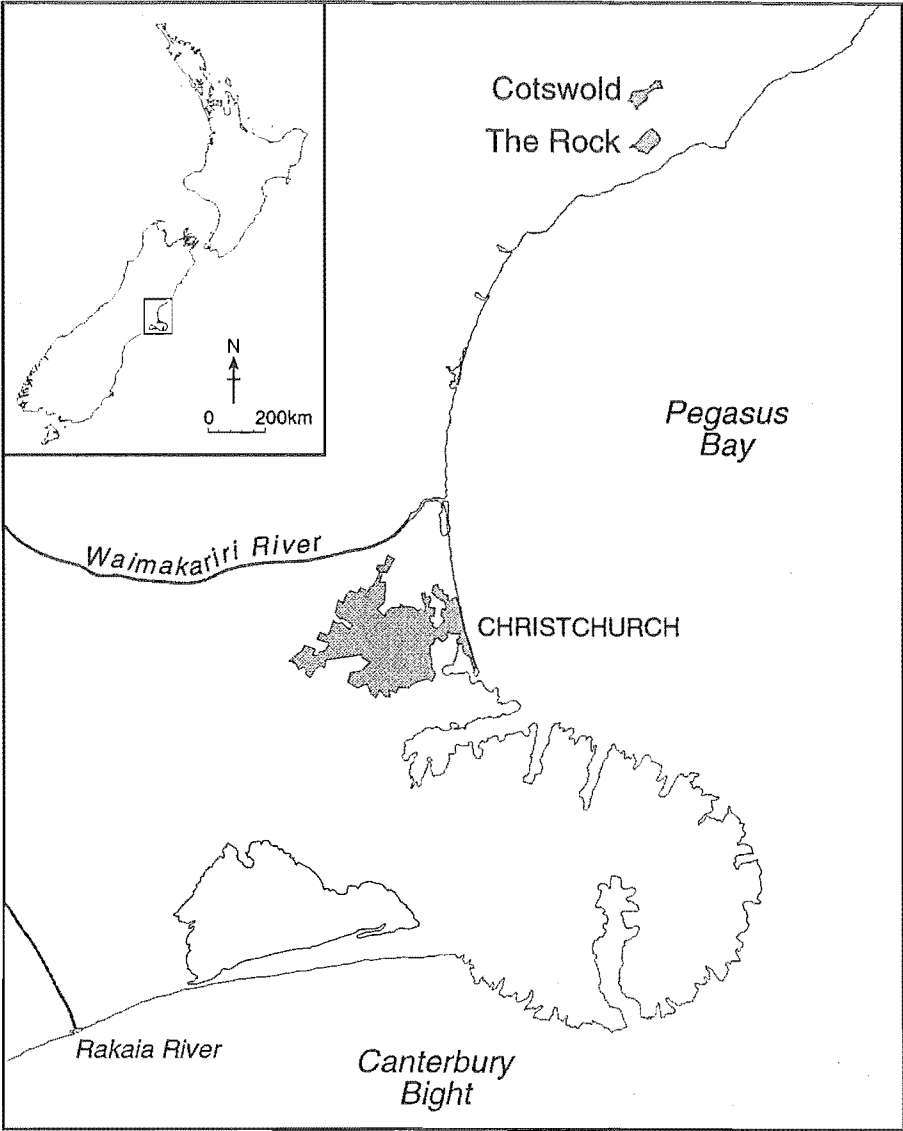 Cotswold
The Rock
N
0 200km
Pegasus
Bay
Waimakariri River
CHRISTCHURCH
Rakaia River
Canterbury
Bight